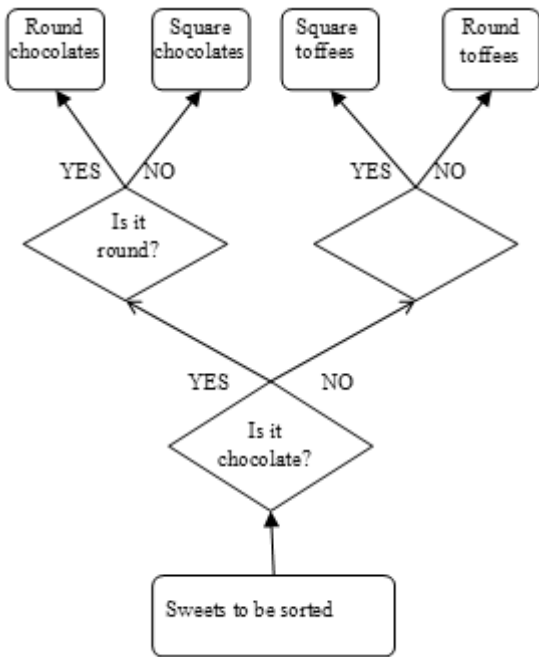 Round
chocolates
Square
chocolates
Square
toffees
Round
toffees
YES
NO
YES
NO
Is it
round?
YES
NO
Is it
chocolate?
Sweets to be sorted